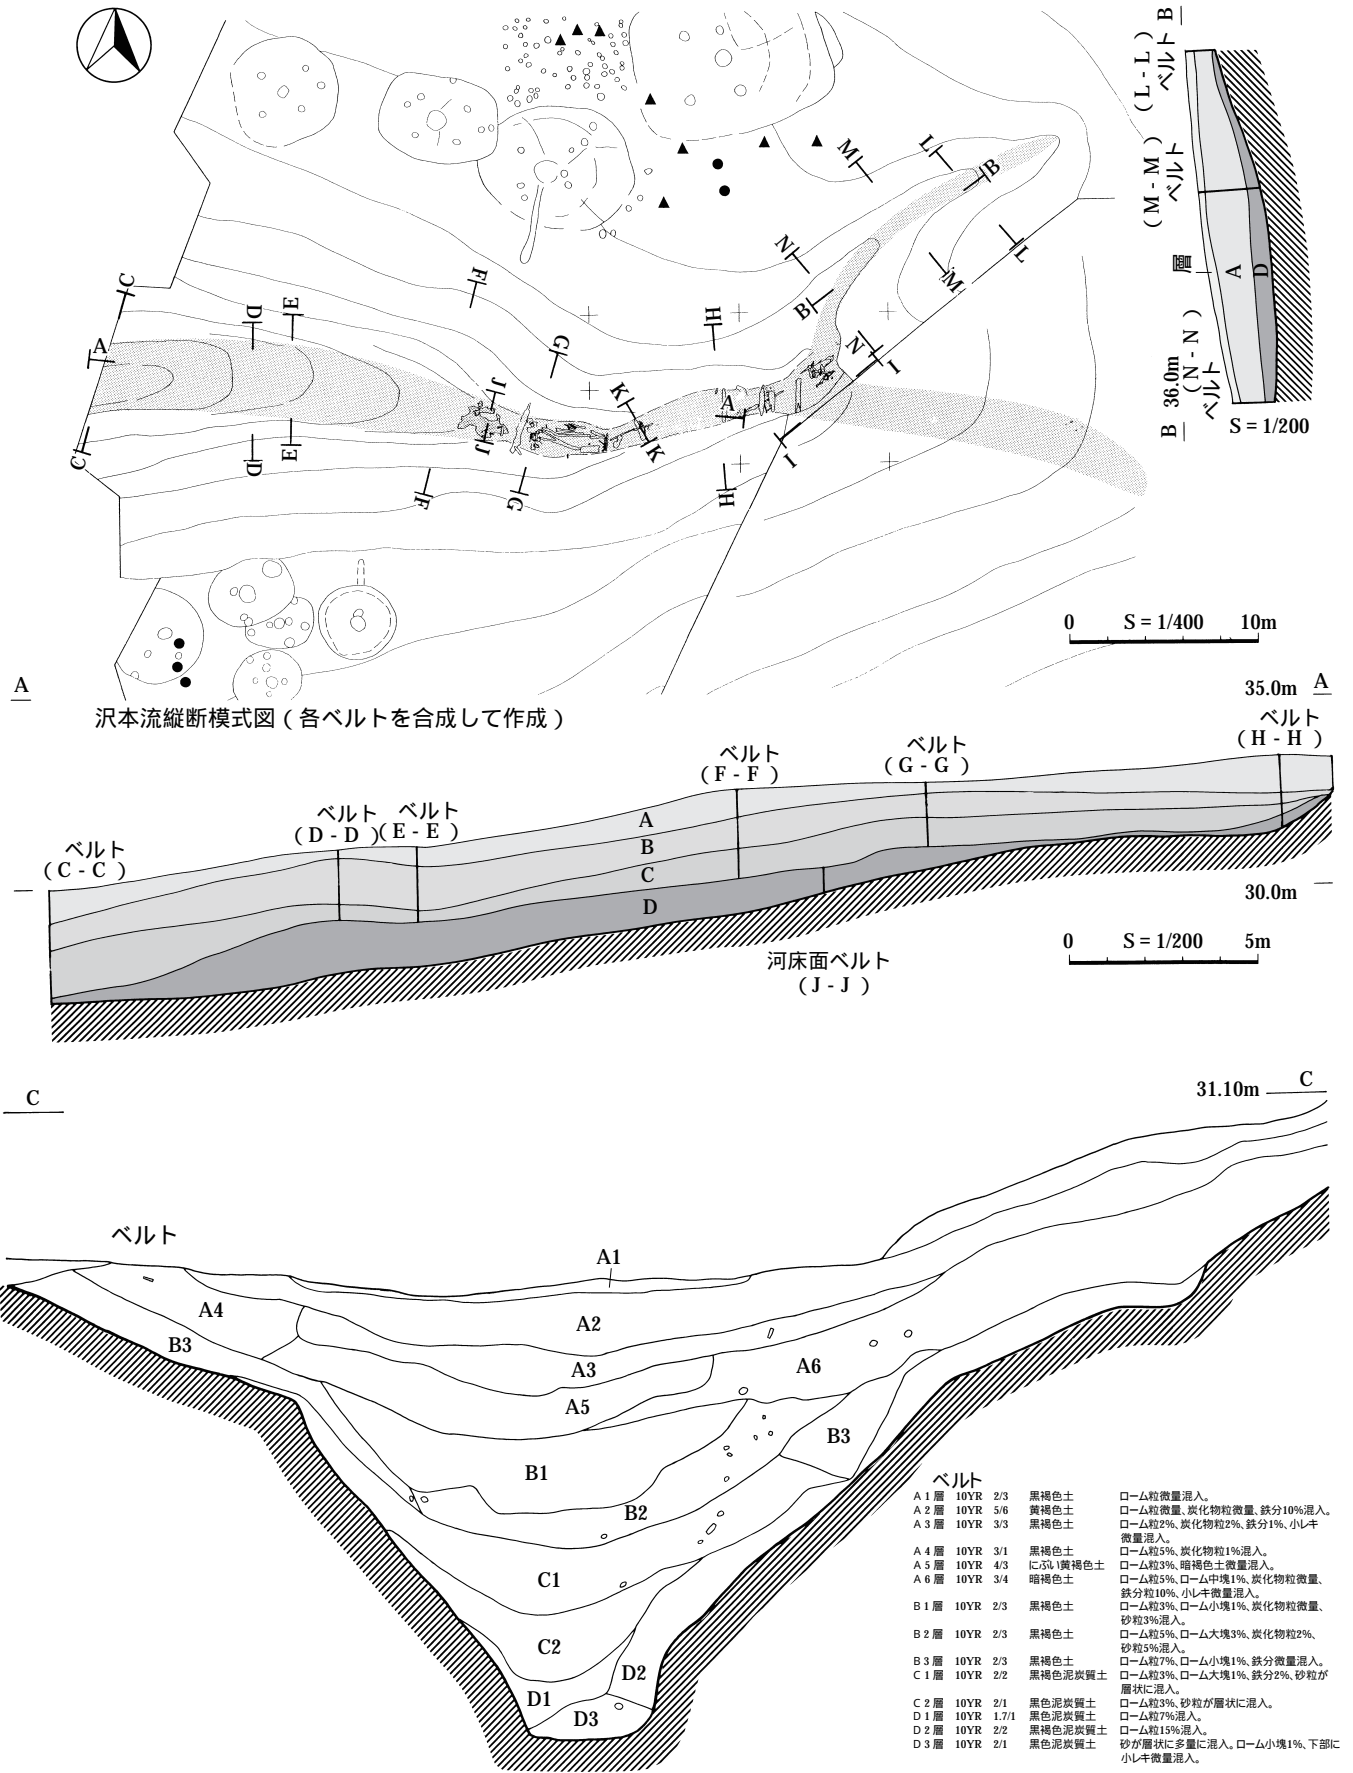 B
ベルト
( L - L )
ベルト
( M - M )
層
A
D
B 36.0m
ベルト
( N - N )
S = 1/200
C
A
D
E
F
G
H
M
L
B
N
B
M
L
N
I
J
K
A
C
D
E
J
K
I
F
G
H
0 S = 1/400 10m
A
35.0m A
沢本流縦断模式図 ( 各ベルトを合成して作成 )
ベルト
( H - H )
ベルト
( G - G )
ベルト
( F - F )
ベルト
( D - D )
ベルト
( E - E )
ベルト
( C - C )
A
B
C
D
30.0m
0 S = 1/200 5m
河床面ベルト
( J - J )
C
31.10m C
ベルト
A1
A4
A2
B3
A3
A6
A5
B3
B1
B2
C1
C2
D2
D1
D3
ベルト
A 1 層 10YR 2/3 黒褐色土 ローム粒微量混入。
A 2 層 10YR 5/6 黄褐色土 ローム粒微量、炭化物粒微量、鉄分10%混入。
A 3 層 10YR 3/3 黒褐色土 ローム粒2%、炭化物粒2%、鉄分1%、小レキ
微量混入。
A 4 層 10YR 3/1 黒褐色土 ローム粒5%、炭化物粒1%混入。
A 5 層 10YR 4/3 にぶい黄褐色土 ローム粒3%、暗褐色土微量混入。
A 6 層 10YR 3/4 暗褐色土 ローム粒5%、ローム中塊1%、炭化物粒微量、
鉄分粒10%、小レキ微量混入。
B 1 層 10YR 2/3 黒褐色土 ローム粒3%、ローム小塊1%、炭化物粒微量、
砂粒3%混入。
B 2 層 10YR 2/3 黒褐色土 ローム粒5%、ローム大塊3%、炭化物粒2%、
砂粒5%混入。
B 3 層 10YR 2/3 黒褐色土 ローム粒7%、ローム小塊1%、鉄分微量混入。
C 1 層 10YR 2/2 黒褐色泥炭質土 ローム粒3%、ローム大塊1%、鉄分2%、砂粒が
層状に混入。
C 2 層 10YR 2/1 黒色泥炭質土 ローム粒3%、砂粒が層状に混入。
D 1 層 10YR 1.7/1 黒色泥炭質土 ローム粒7%混入。
D 2 層 10YR 2/2 黒褐色泥炭質土 ローム粒15%混入。
D 3 層 10YR 2/1 黒色泥炭質土 砂が層状に多量に混入。ローム小塊1%、下部に
小レキ微量混入。